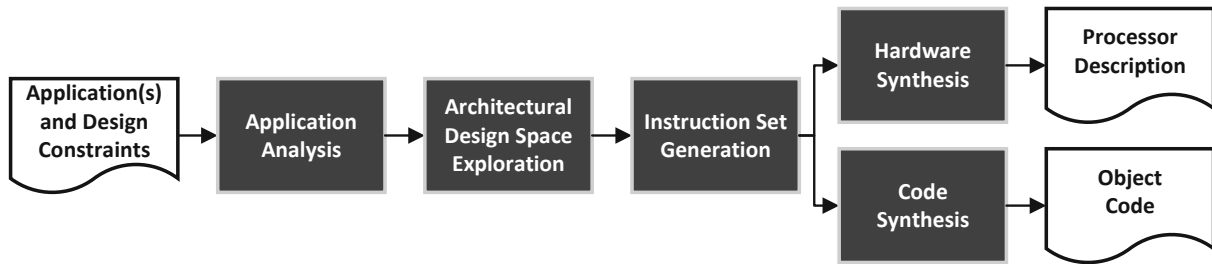 Application(s)
and Design
Constraints
Application
Analysis
Architectural
Design Space
Exploration
Instruction Set
Generation
Hardware
Synthesis
Processor
Description
Code
Synthesis
Object
Code